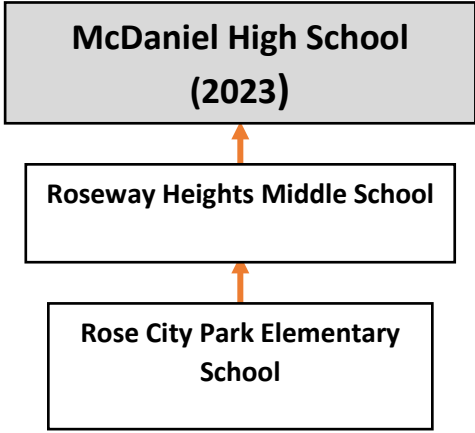 McDaniel High School
(2023)
Roseway Heights Middle School
Rose City Park Elementary
School